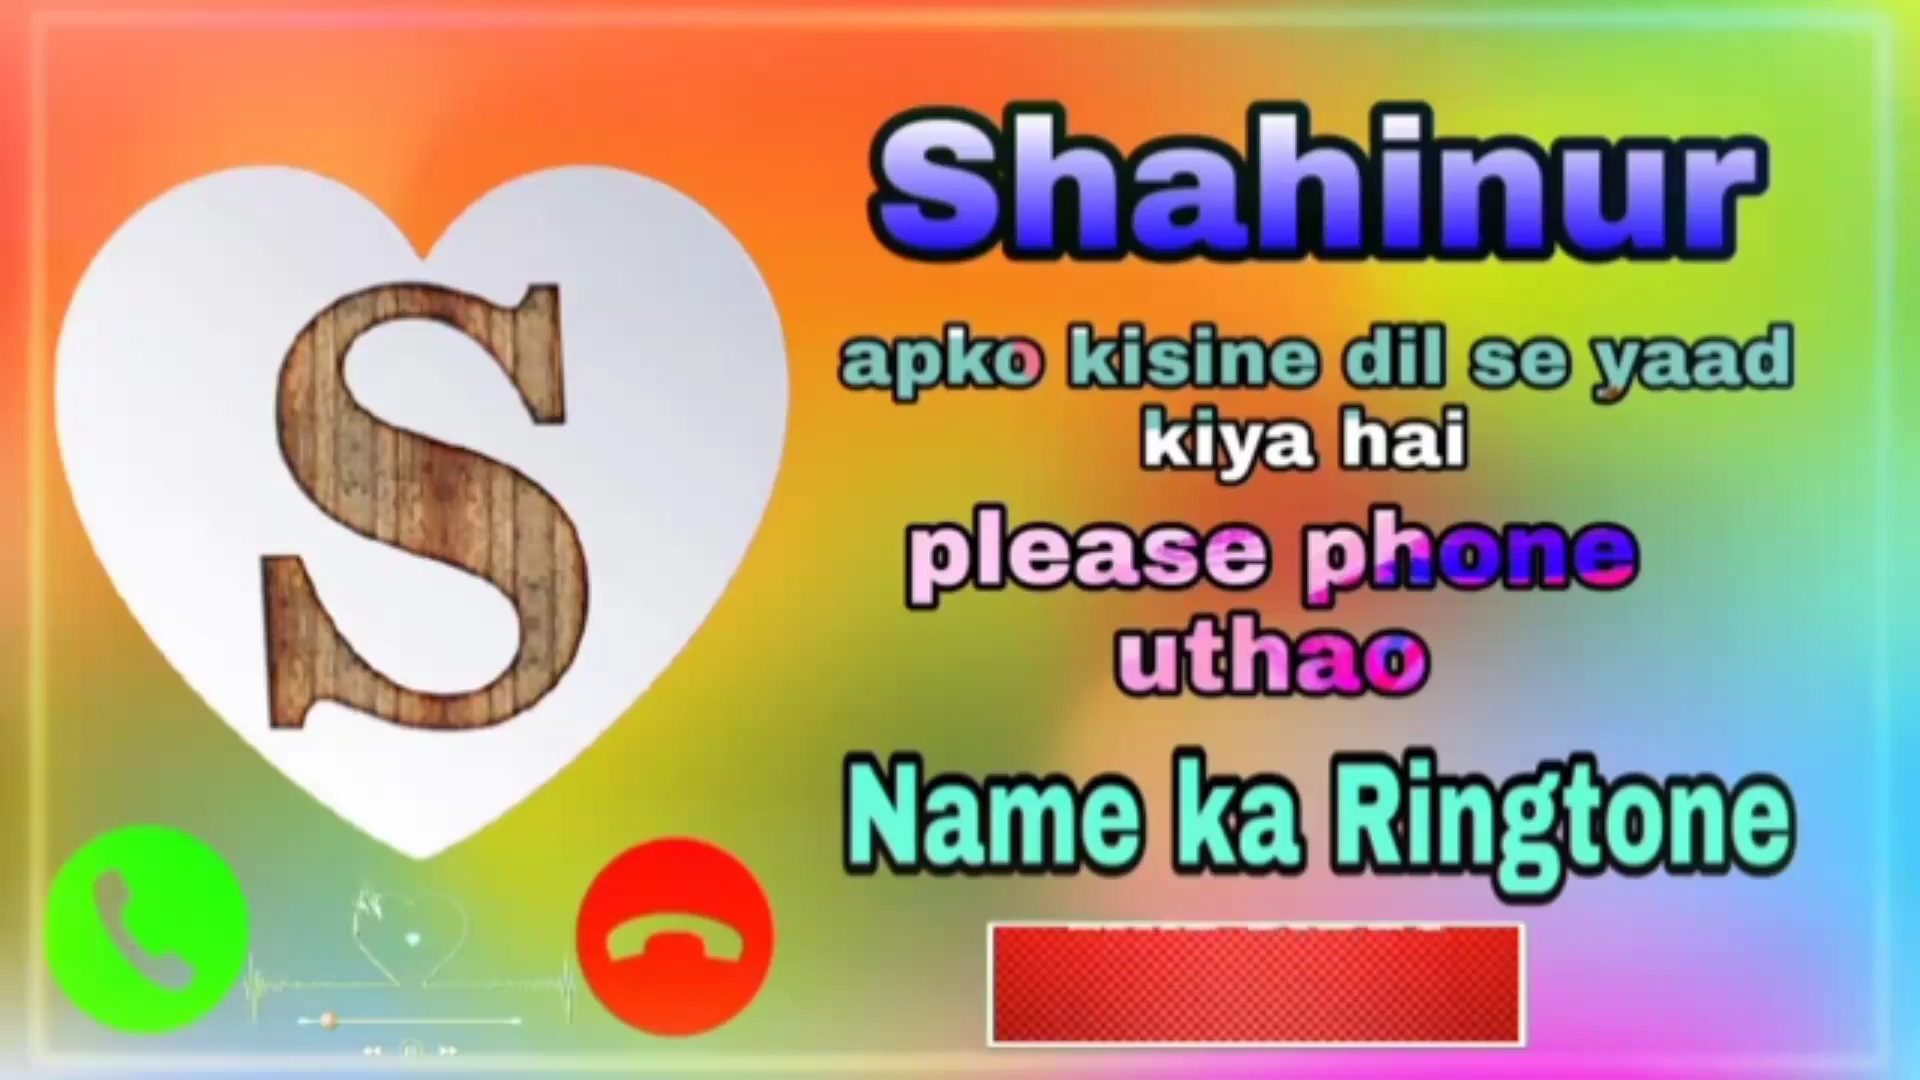 S
Shahinur
apko kisine dil se yaad
kiya hai
please phone
uthao
Name ka Ringtone